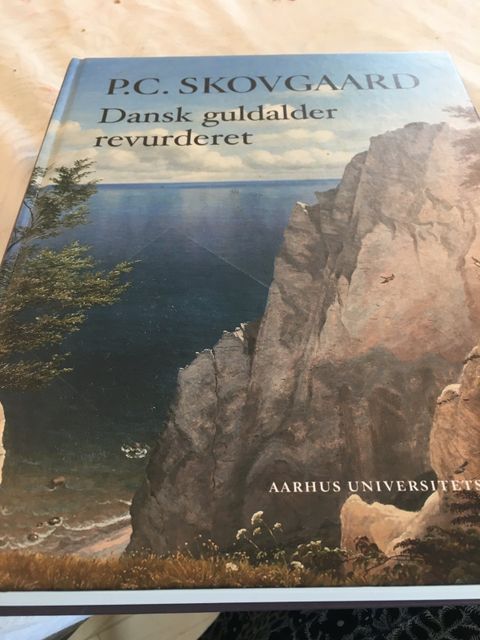 P.C. SKOVGAARD
Dansk guldalder
revurderet
AARHUS UNIVERSITETS